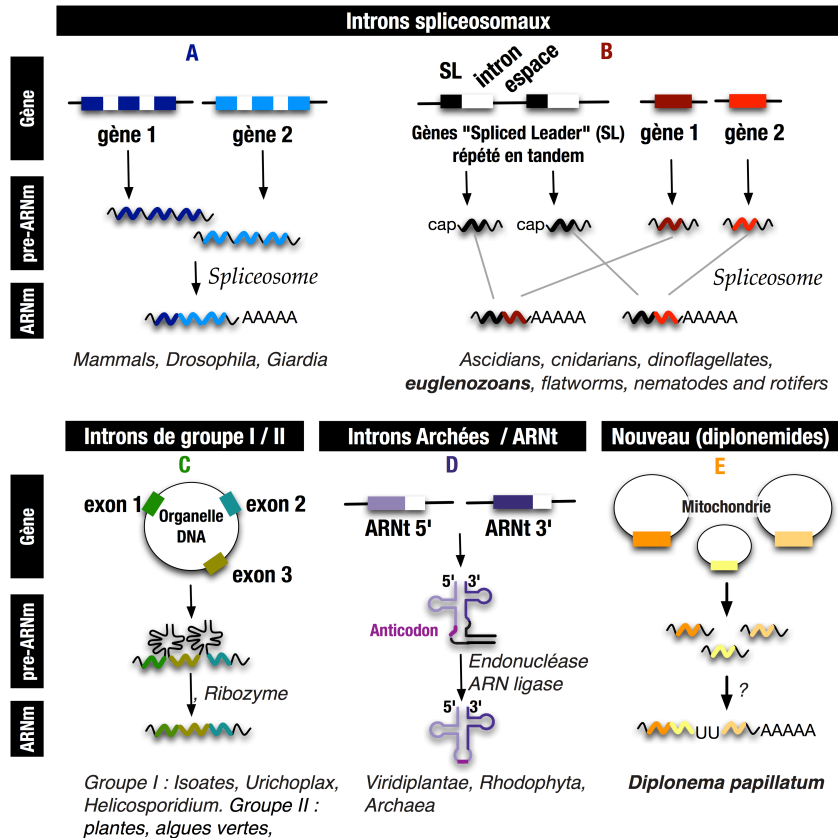 Introns spliceosomaux
A
B
Gène
gène 1
gène 2
SL
intron
espace
Gènes "Spliced Leader" (SL)
répété en tandem
gène 1
gène 2
pre-ARNm
cap
cap
Spliceosome
Spliceosome
ARNm
AAAAA
AAAAA
AAAAA
Mammals, Drosophila, Giardia
Ascidians, cnidarians, dinoflagellates,
euglenozoans, flatworms, nematodes and rotifers
Introns de groupe I / II
Introns Archées / ARNt
Nouveau (diplonemides)
C
D
E
Gène
exon 1
exon 2
Organelle
DNA
exon 3
ARNt 5'
ARNt 3'
Mitochondrie
pre-ARNm
5' 3'
Anticodon
, Ribozyme
Endonucléase
ARN ligase
?
ARNm
5' 3'
UU
AAAAA
Groupe I : Isoates, Urichoplax,
Helicosporidium. Groupe II :
plantes, algues vertes,
Viridiplantae, Rhodophyta,
Archaea
Diplonema papillatum